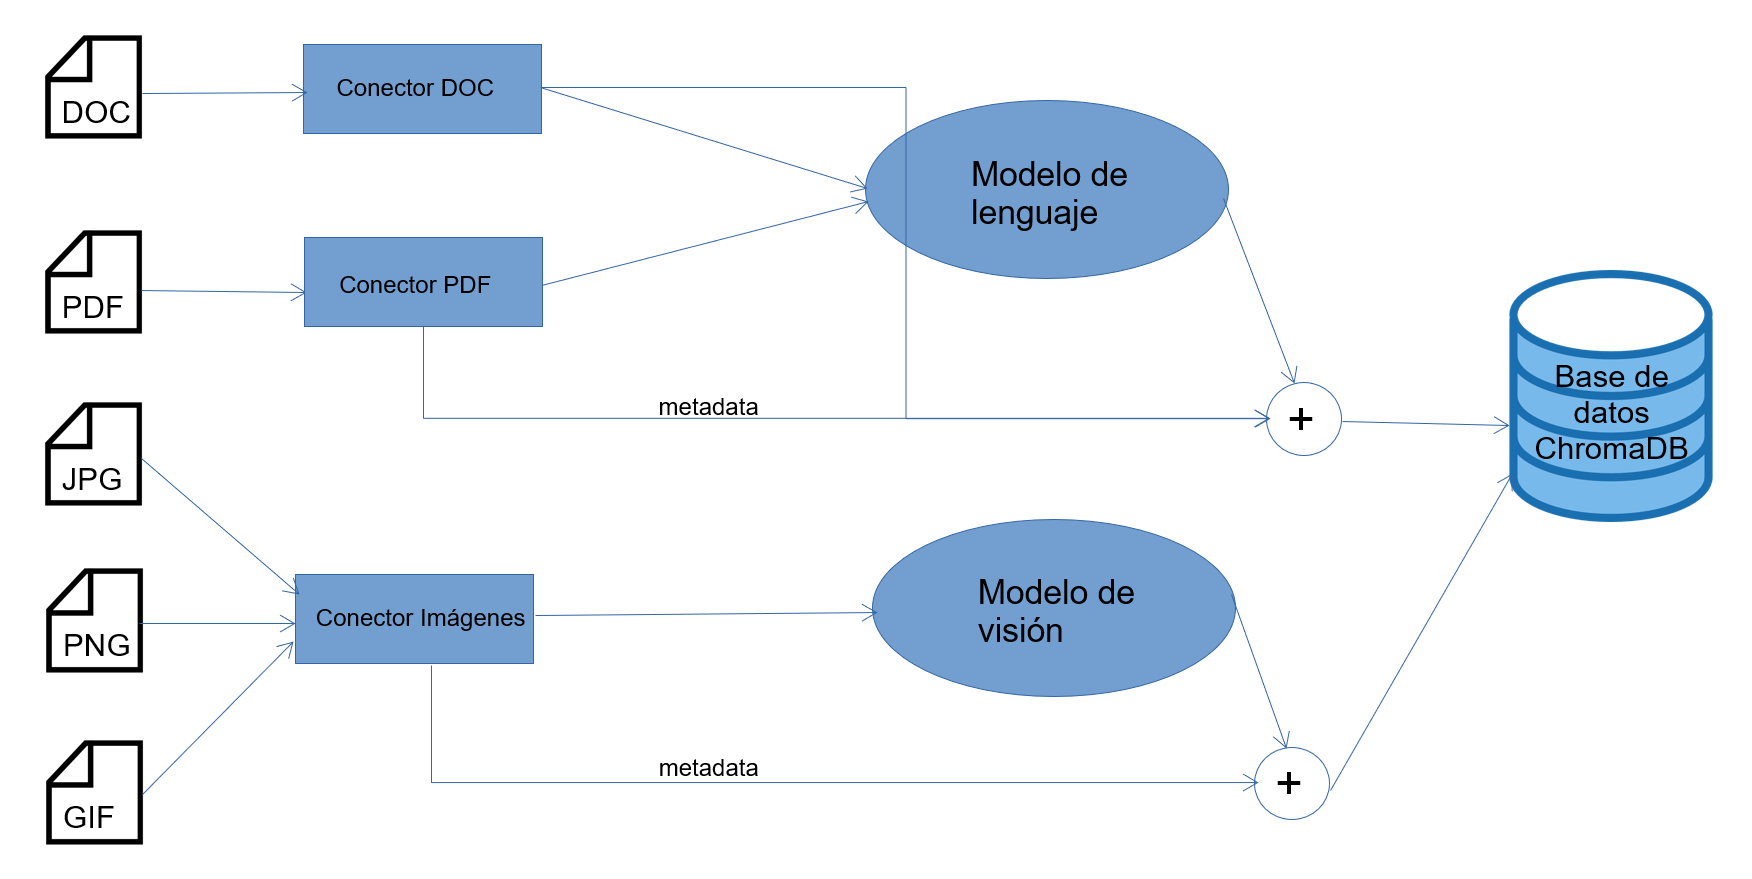 DOC
Conector DOC
Modelo de
lenguaje
PDF
Conector PDF
metadata
+
Base de
datos
ChromaDB
JPG
PNG
Conector Imágenes
Modelo de
visión
metadata
+
GIF